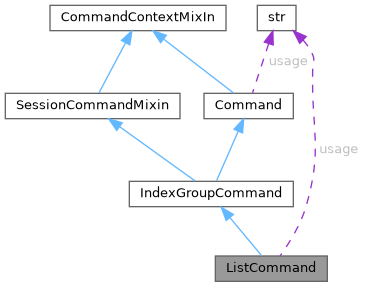 CommandContextMixIn
str
usage
SessionCommandMixin
Command
usage
IndexGroupCommand
ListCommand